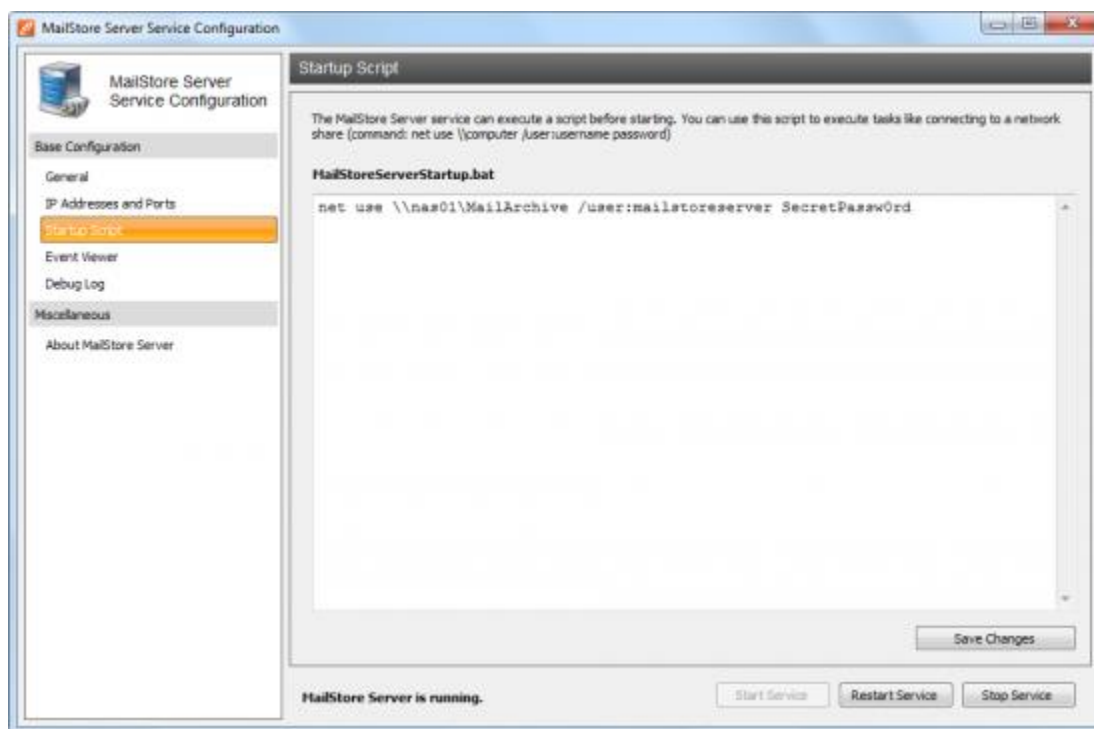 MailStore Server Service Configuration
MailStore Server
Service Configuration
Base Configuration
General
IP Addresses and Ports
Startup Script
Event Viewer
Debug Log
Miscellaneous
About MailStore Server
Startup Script
The MailStore Server service can execute a script before starting. You can use this script to execute tasks like connecting to a network
share (command: net use \\computer /user:username password)
MailStoreServerStartup.bat
net use \\nas01\MailArchive /user:mailstoreserver SecretPassw0rd
Save Changes
MailStore Server is running.
Start Service
Restart Service
Stop Service